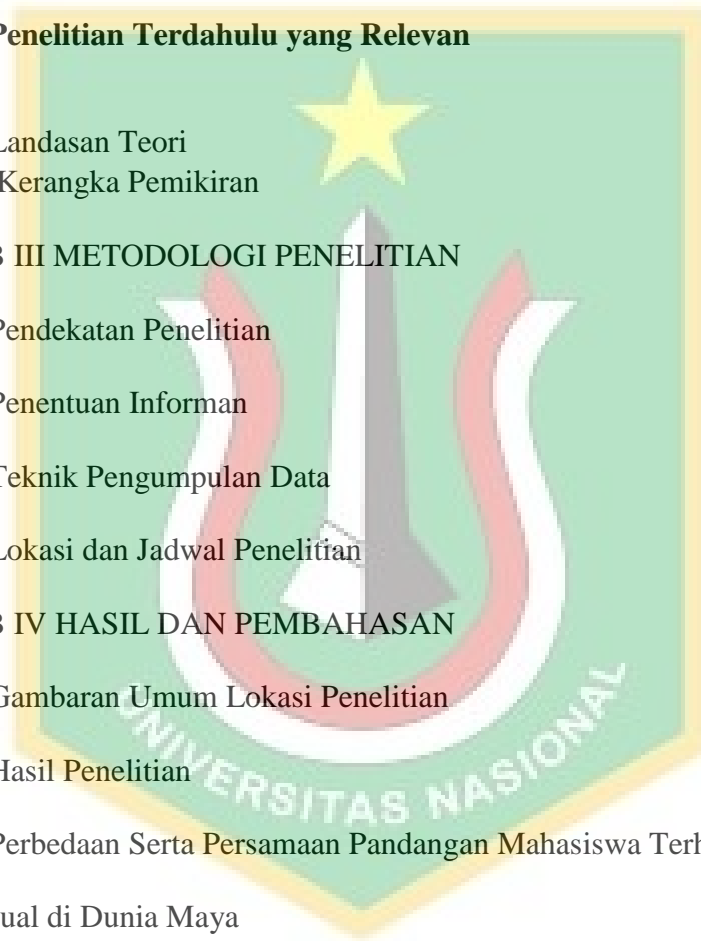 Penelitian Terdahulu yang Relevan
Landasan Teori
Kerangka Pemikiran
III METODOLOGI PENELITIAN
Pendekatan Penelitian
Penentuan Informan
Teknik Pengumpulan Data
Lokasi dan Jadwal Penelitian
IV HASIL DAN PEMBAHASAN
Gambaran Umum Lokasi Penelitian
Hasil Penelitian
Perbedaan Serta Persamaan Pandangan Mahasiswa
di Dunia Maya
UNIVERSITAS NASIONAL